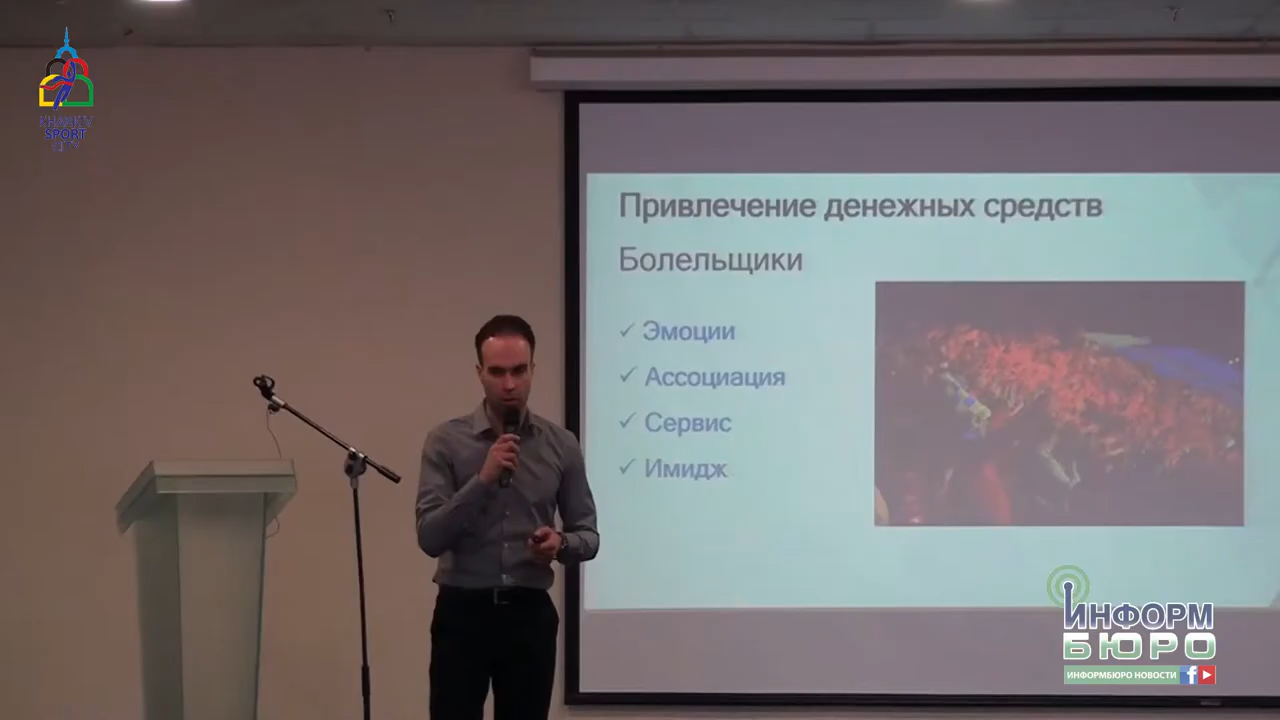 KHARKIV
SPORT
CITY
Привлечение денежных средств
Болельщики
✓ Эмоции
✓ Ассоциация
✓ Сервис
✓ Имидж
ИНФОРМ
БЮРО
ИНФОРМБЮРО НОВОСТИ